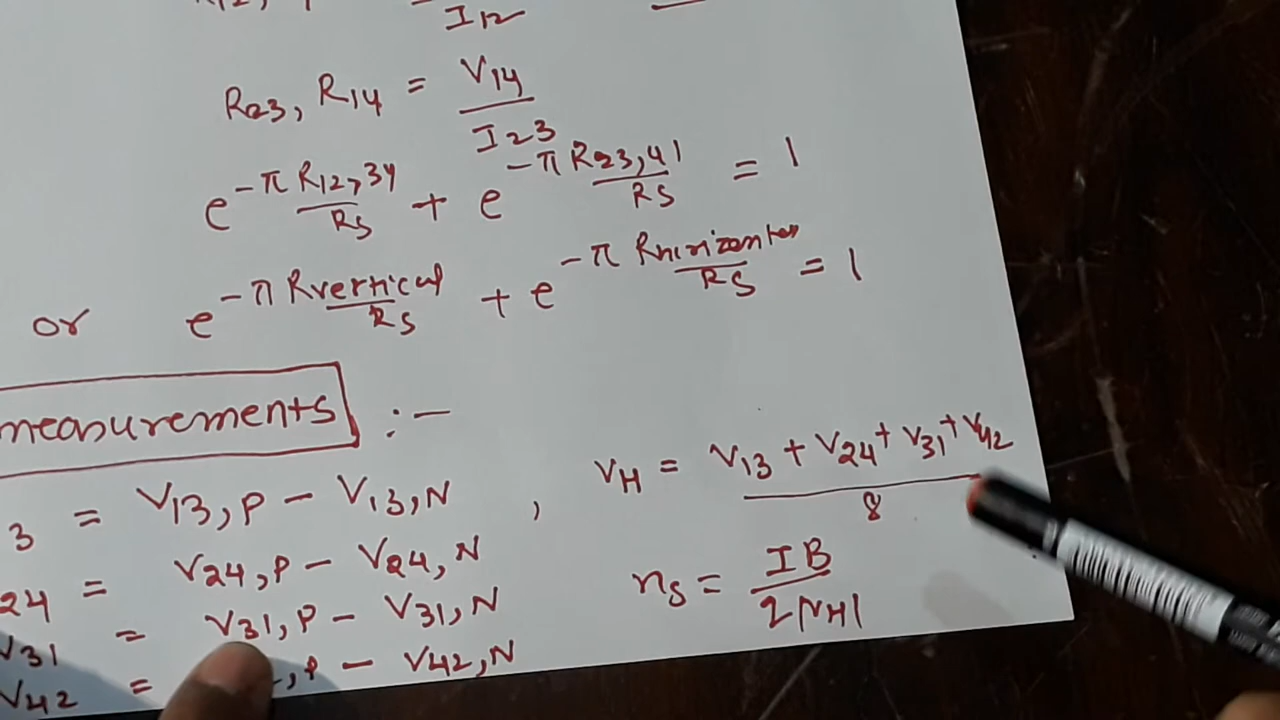 I12
R23, R14 = V14 / I23
e^-π R12,34 / RS + e^-π R23,41 / RS = 1
or e^-π Rvertical / RS + e^-π Rhirizontal / RS = 1
measurements :-
3 = V13,P - V13,N , VH = V13 + V24 + V31 + V42 / 8
24 = V24,P - V24,N
V31 = V31,P - V31,N nS = IB / 2|VH|
V42 = ,P - V42,N